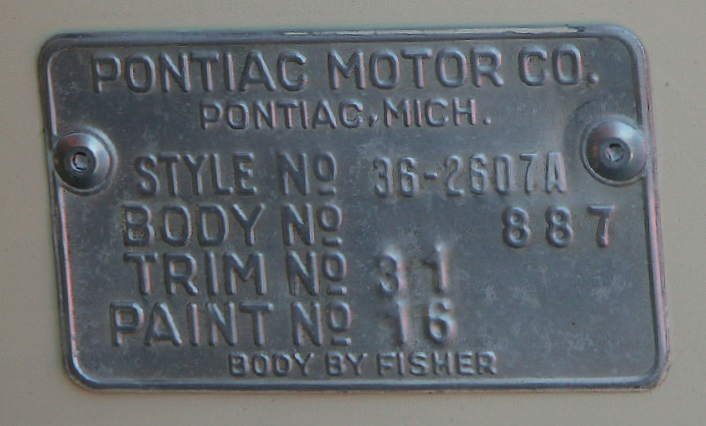 PONTIAC MOTOR CO.
PONTIAC, MICH.
STYLE Nº 36-2607A
BODY Nº 887
TRIM Nº 31
PAINT Nº 16
BODY BY FISHER